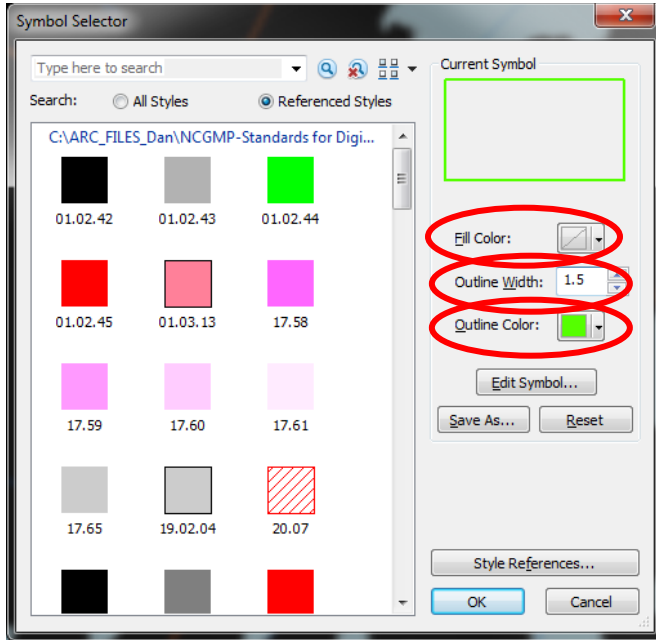 Symbol Selector
Type here to search
Search: All Styles Referenced Styles
C:\ARC_FILES_Dan\NCGMP-Standards for Digi...
01.02.42 01.02.43 01.02.44
01.02.45 01.03.13 17.58
17.59 17.60 17.61
17.65 19.02.04 20.07
Current Symbol
Fill Color:
Outline Width: 1.5
Outline Color:
Edit Symbol...
Save As... Reset
Style References...
OK Cancel